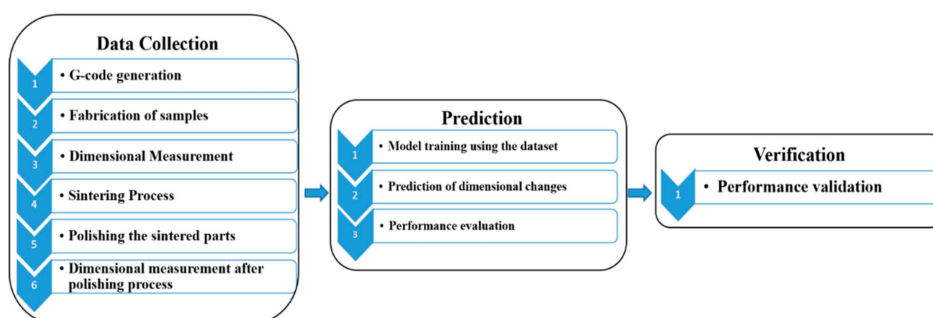 Data Collection
1 • G-code generation
2 • Fabrication of samples
3 • Dimensional Measurement
4 • Sintering Process
5 • Polishing the sintered parts
6 • Dimensional measurement after
polishing process
Prediction
1 • Model training using the dataset
2 • Prediction of dimensional changes
3 • Performance evaluation
Verification
1 • Performance validation